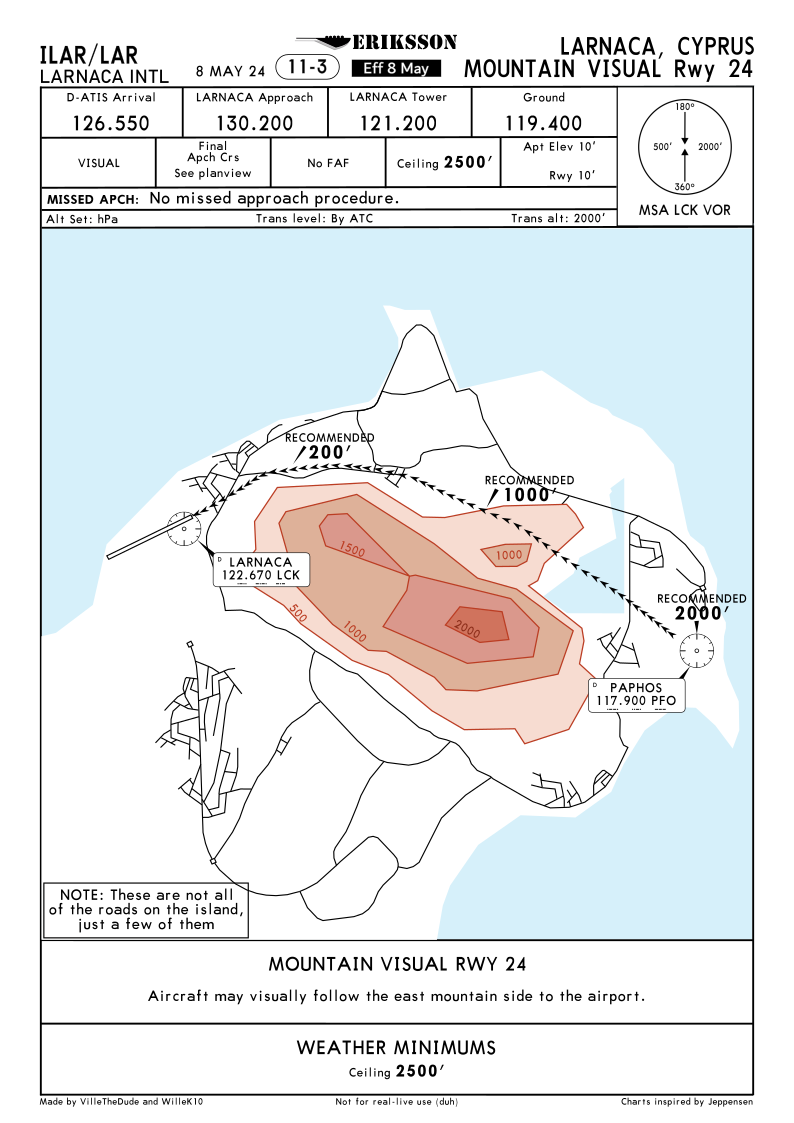 ILAR/LAR
LARNACA INTL
8 MAY 24
11-3
ERIKSSON
Eff 8 May
LARNACA, CYPRUS
MOUNTAIN VISUAL Rwy 24
D-ATIS Arrival
126.550
LARNACA Approach
130.200
LARNACA Tower
121.200
Ground
119.400
VISUAL
Final
Apch Crs
See planview
No FAF
Ceiling 2500'
Apt Elev 10'
Rwy 10'
180°
500'
2000'
360°
MSA LCK VOR
MISSED APCH: No missed approach procedure.
Alt Set: hPa
Trans level: By ATC
Trans alt: 2000'
RECOMMENDED
200'
RECOMMENDED
1000'
1500
1000
D
LARNACA
122.670 LCK
RECOMMENDED
2000'
500
1000
2000
D
PAPHOS
117.900 PFO
NOTE: These are not all
of the roads on the island,
just a few of them
MOUNTAIN VISUAL RWY 24
Aircraft may visually follow the east mountain side to the airport.
WEATHER MINIMUMS
Ceiling 2500'
Made by VilleTheDude and WilleK10
Not for real-live use (duh)
Charts inspired by Jeppensen